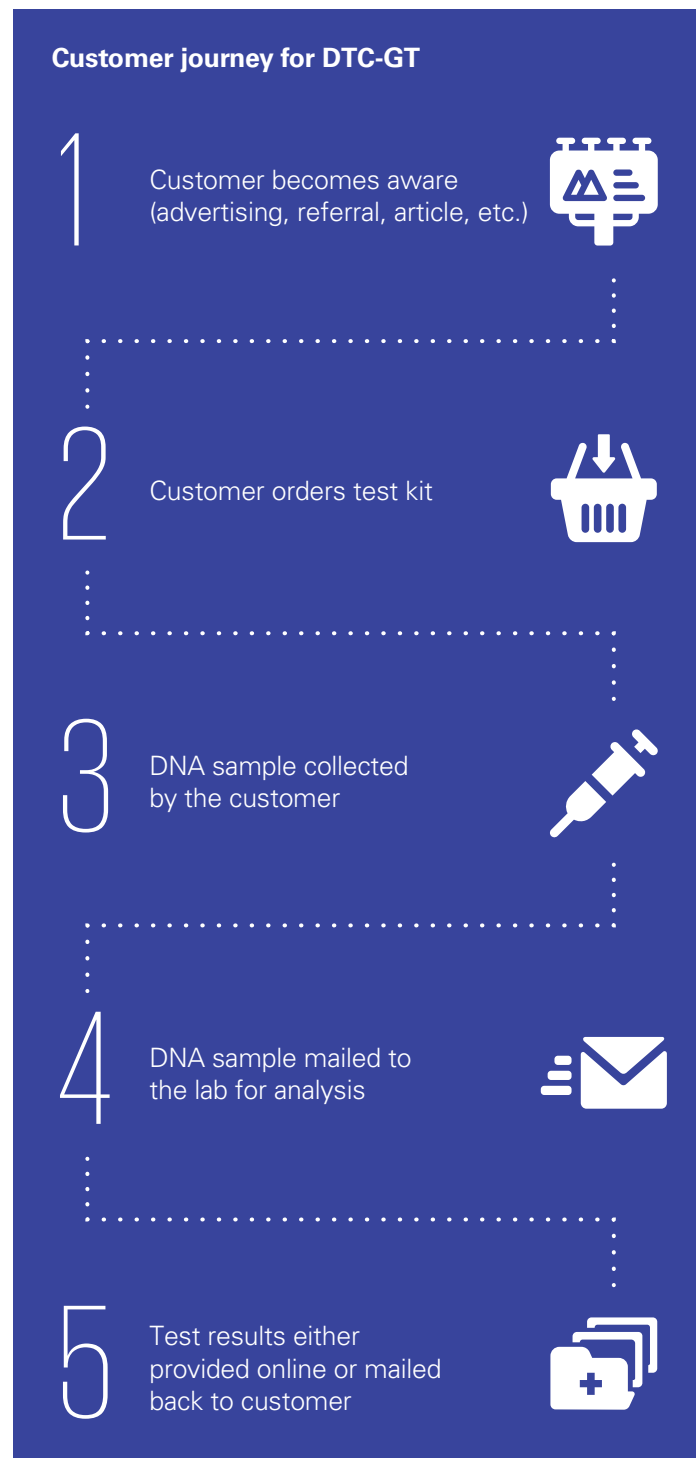 Customer journey for DTC-GT
1
Customer becomes aware
(advertising, referral, article, etc.)
2
Customer orders test kit
3
DNA sample collected
by the customer
4
DNA sample mailed to
the lab for analysis
5
Test results either
provided online or mailed
back to customer